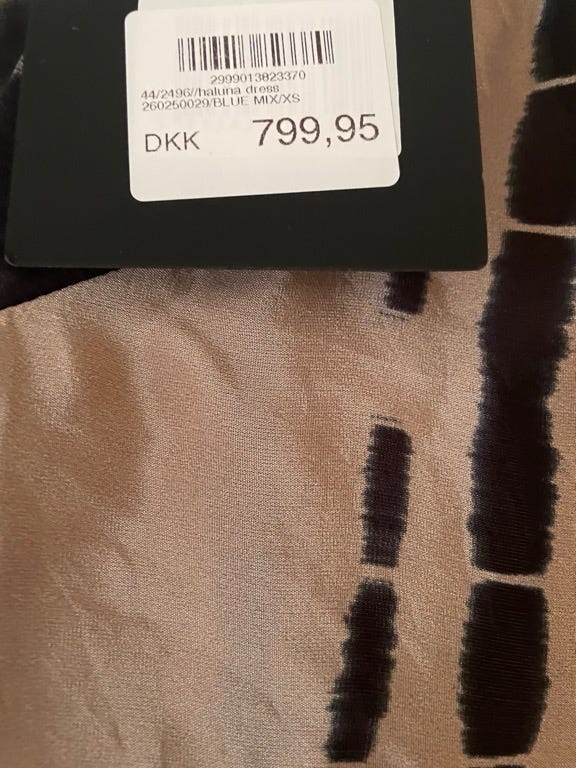 2999013823370
44/2496//haluna dress
260250029/BLUE MIX/XS
DKK 799,95